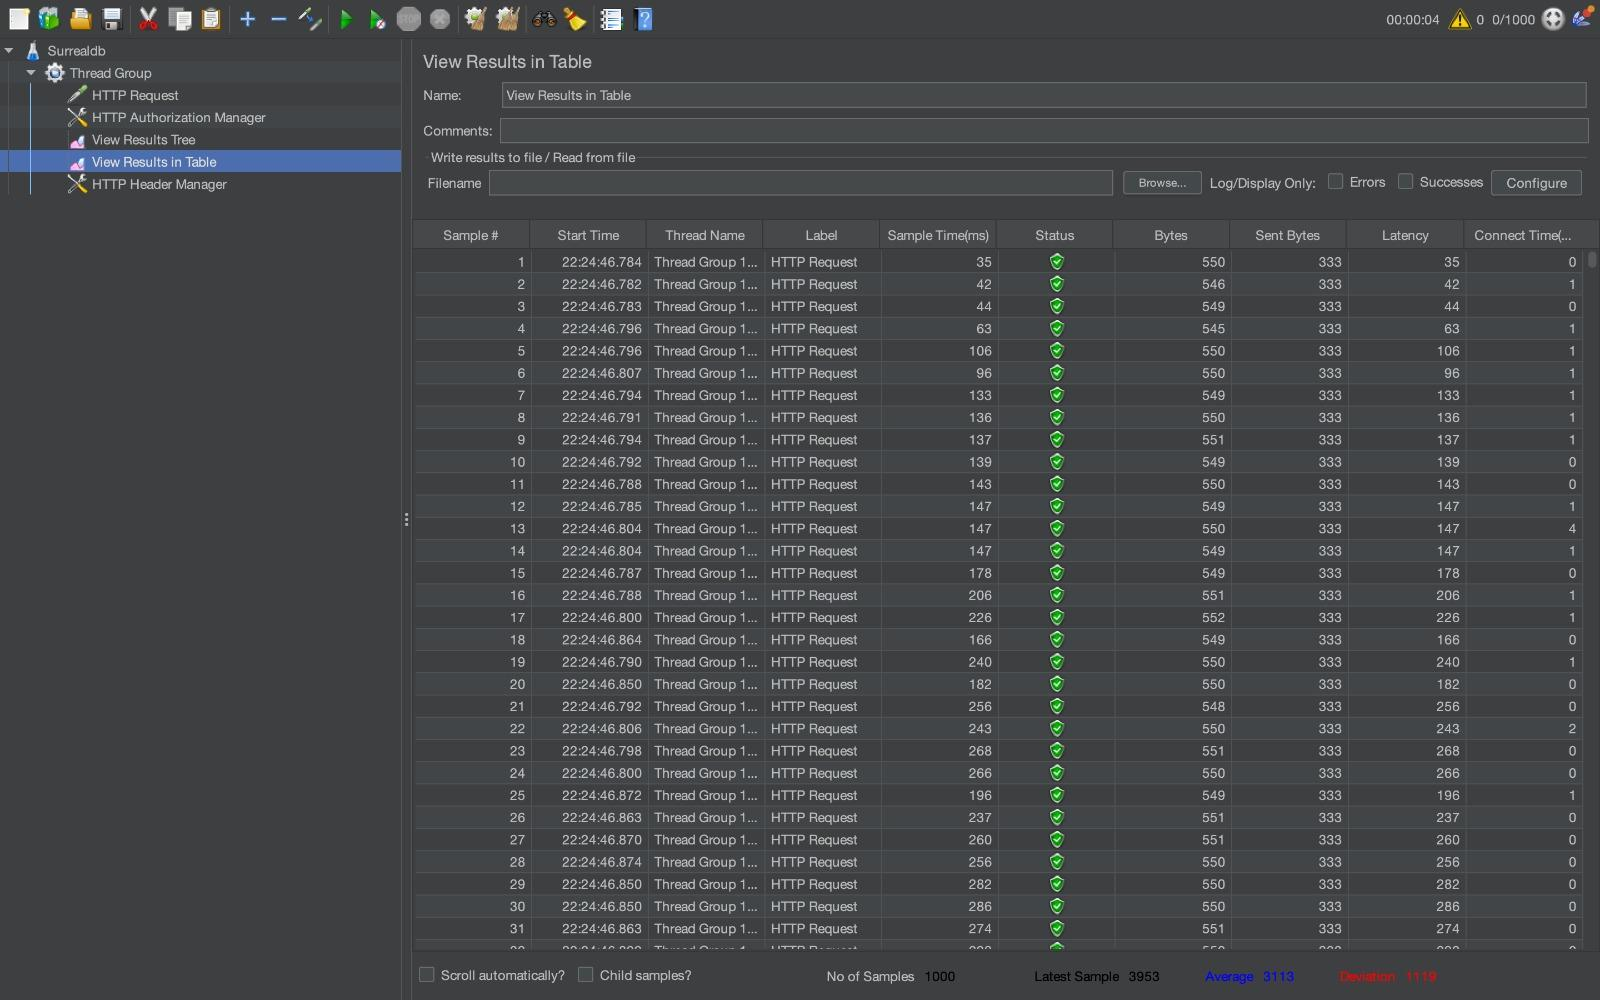 00:00:04 0 0/1000
Surrealdb
Thread Group
HTTP Request
HTTP Authorization Manager
View Results Tree
View Results in Table
HTTP Header Manager
View Results in Table
Name: View Results in Table
Comments:
Write results to file / Read from file
Filename Browse... Log/Display Only: Errors Successes Configure
Sample # Start Time Thread Name Label Sample Time(ms) Status Bytes Sent Bytes Latency Connect Time(...
1 22:24:46.784 Thread Group 1... HTTP Request 35 550 333 35 0
2 22:24:46.782 Thread Group 1... HTTP Request 42 546 333 42 1
3 22:24:46.783 Thread Group 1... HTTP Request 44 549 333 44 0
4 22:24:46.796 Thread Group 1... HTTP Request 63 545 333 63 1
5 22:24:46.796 Thread Group 1... HTTP Request 106 550 333 106 1
6 22:24:46.807 Thread Group 1... HTTP Request 96 550 333 96 1
7 22:24:46.794 Thread Group 1... HTTP Request 133 549 333 133 1
8 22:24:46.791 Thread Group 1... HTTP Request 136 550 333 136 1
9 22:24:46.794 Thread Group 1... HTTP Request 137 551 333 137 1
10 22:24:46.792 Thread Group 1... HTTP Request 139 549 333 139 0
11 22:24:46.788 Thread Group 1... HTTP Request 143 550 333 143 0
12 22:24:46.785 Thread Group 1... HTTP Request 147 549 333 147 1
13 22:24:46.804 Thread Group 1... HTTP Request 147 550 333 147 4
14 22:24:46.804 Thread Group 1... HTTP Request 147 549 333 147 1
15 22:24:46.787 Thread Group 1... HTTP Request 178 549 333 178 0
16 22:24:46.788 Thread Group 1... HTTP Request 206 551 333 206 1
17 22:24:46.800 Thread Group 1... HTTP Request 226 552 333 226 1
18 22:24:46.864 Thread Group 1... HTTP Request 166 549 333 166 0
19 22:24:46.790 Thread Group 1... HTTP Request 240 550 333 240 1
20 22:24:46.850 Thread Group 1... HTTP Request 182 550 333 182 0
21 22:24:46.792 Thread Group 1... HTTP Request 256 548 333 256 0
22 22:24:46.806 Thread Group 1... HTTP Request 243 550 333 243 2
23 22:24:46.798 Thread Group 1... HTTP Request 268 551 333 268 0
24 22:24:46.800 Thread Group 1... HTTP Request 266 550 333 266 0
25 22:24:46.872 Thread Group 1... HTTP Request 196 549 333 196 1
26 22:24:46.863 Thread Group 1... HTTP Request 237 551 333 237 0
27 22:24:46.870 Thread Group 1... HTTP Request 260 551 333 260 0
28 22:24:46.874 Thread Group 1... HTTP Request 256 550 333 256 0
29 22:24:46.850 Thread Group 1... HTTP Request 282 550 333 282 0
30 22:24:46.850 Thread Group 1... HTTP Request 286 550 333 286 0
31 22:24:46.863 Thread Group 1... HTTP Request 274 551 333 274 0
Scroll automatically? Child samples? No of Samples 1000 Latest Sample 3953 Average 3113 Deviation 1119